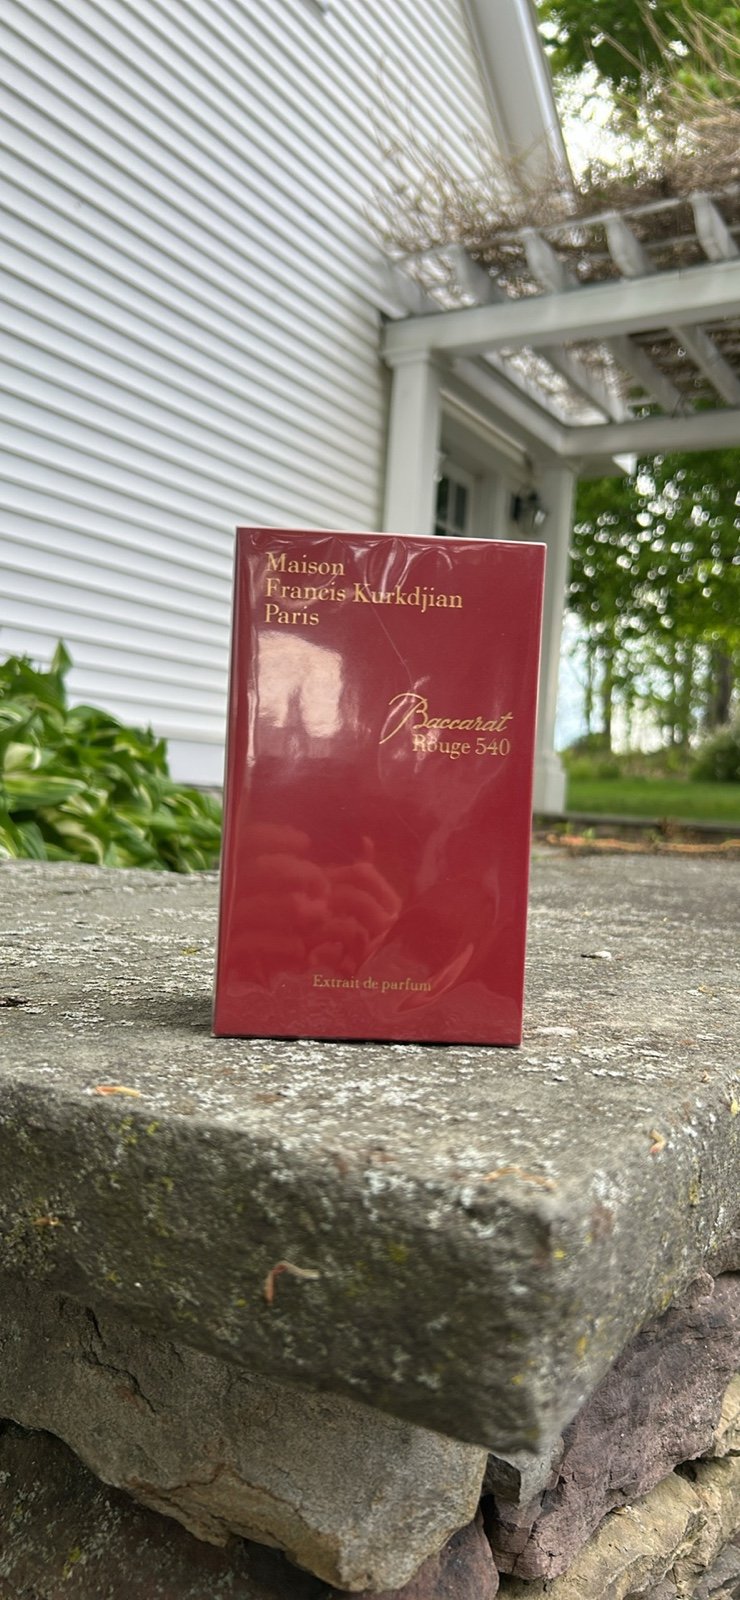 Maison
Francis Kurkdjian
Paris
Baccarat
Rouge 540
Extrait de parfum